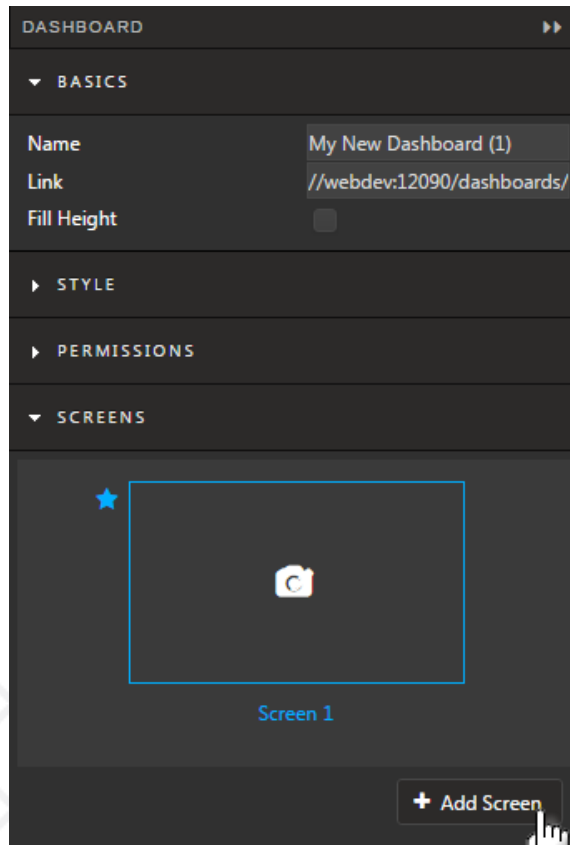 DASHBOARD
BASICS
Name My New Dashboard (1)
Link //webdev:12090/dashboards/
Fill Height
STYLE
PERMISSIONS
SCREENS
Screen 1
+ Add Screen